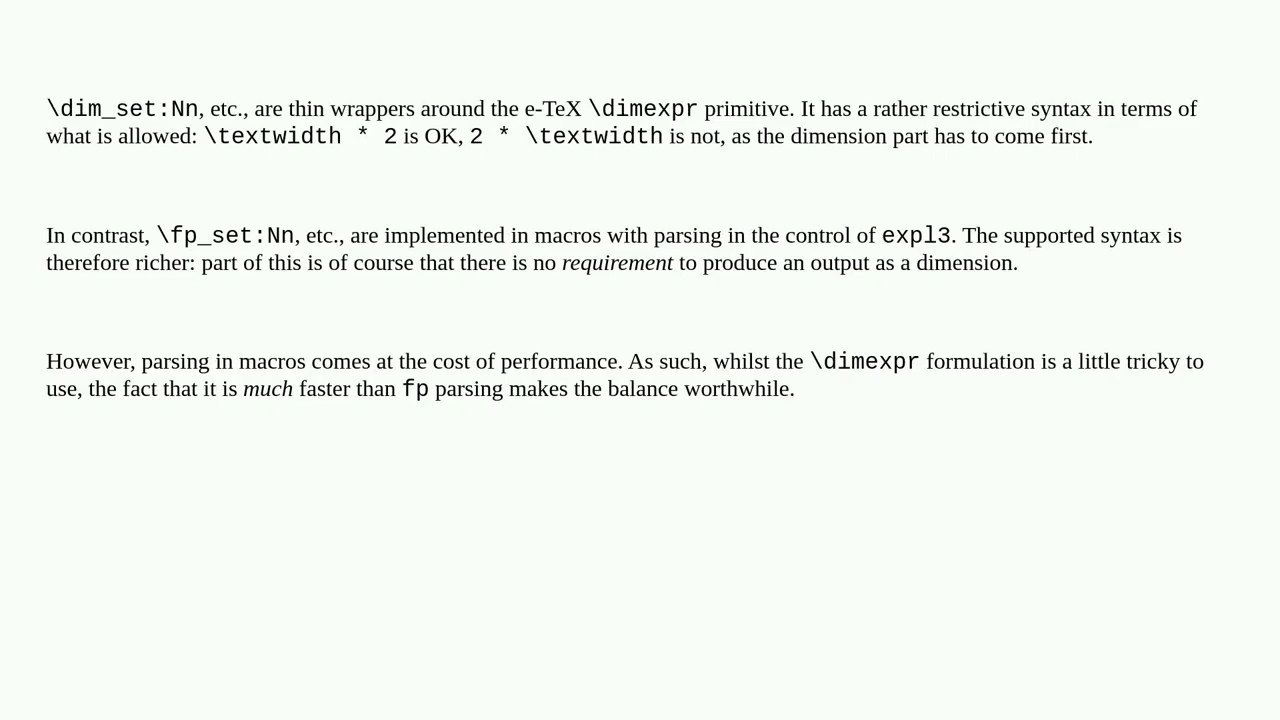 \dim_set:Nn, etc., are thin wrappers around the e-TeX \dimexpr primitive. It has a rather restrictive syntax in terms of
what is allowed: \textwidth * 2 is OK, 2 * \textwidth is not, as the dimension part has to come first.
In contrast, \fp_set:Nn, etc., are implemented in macros with parsing in the control of expl3. The supported syntax is
therefore richer: part of this is of course that there is no requirement to produce an output as a dimension.
However, parsing in macros comes at the cost of performance. As such, whilst the \dimexpr formulation is a little tricky to
use, the fact that it is much faster than fp parsing makes the balance worthwhile.